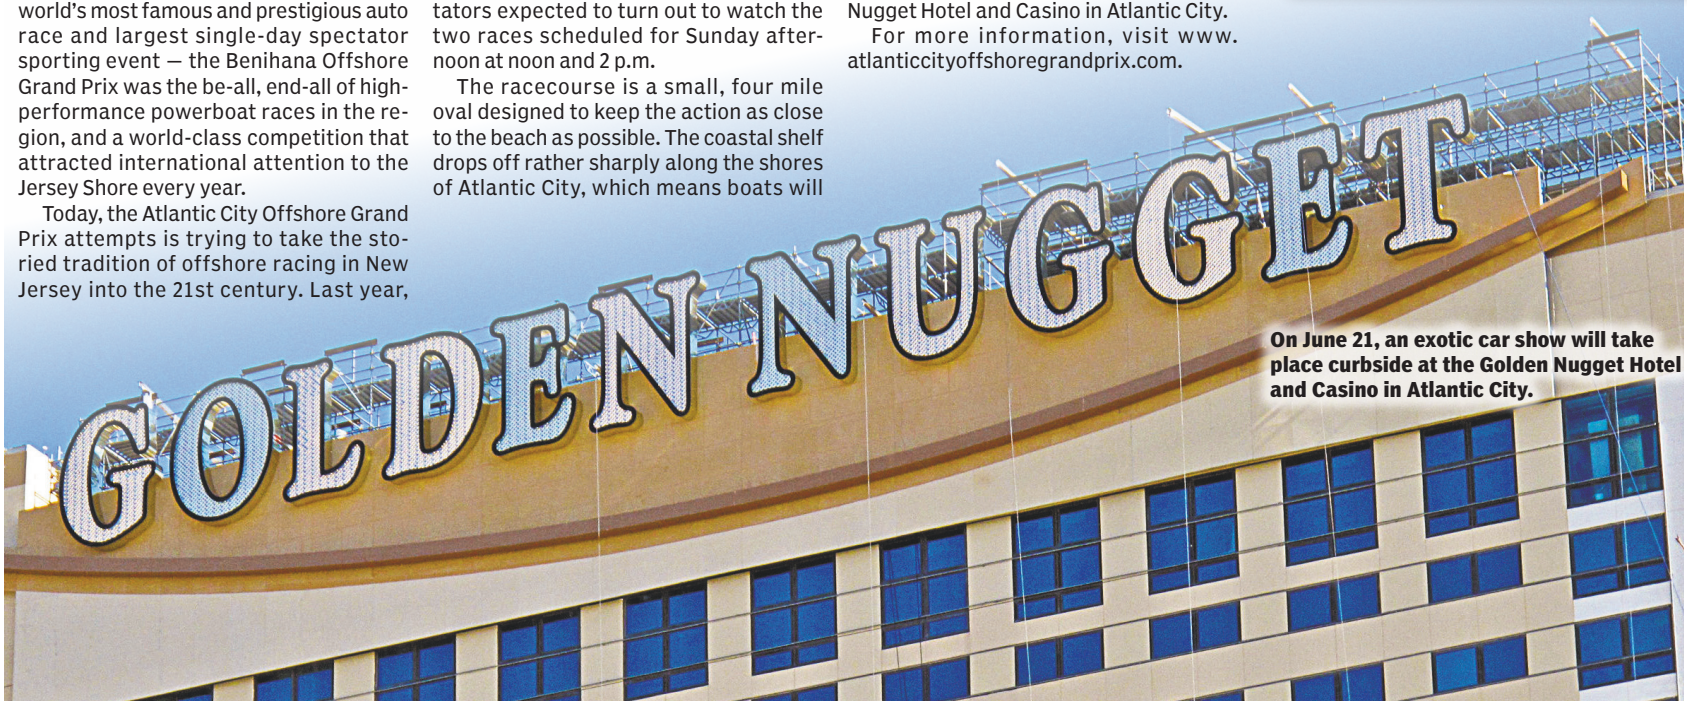 world's most famous and prestigious auto
race and largest single-day spectator
sporting event — the Benihana Offshore
Grand Prix was the be-all, end-all of high-
performance powerboat races in the re-
gion, and a world-class competition that
attracted international attention to the
Jersey Shore every year.
Today, the Atlantic City Offshore Grand
Prix attempts is trying to take the sto-
ried tradition of offshore racing in New
Jersey into the 21st century. Last year,
tators expected to turn out to watch the
two races scheduled for Sunday after-
noon at noon and 2 p.m.
The racecourse is a small, four mile
oval designed to keep the action as close
to the beach as possible. The coastal shelf
drops off rather sharply along the shores
of Atlantic City, which means boats will
Nugget Hotel and Casino in Atlantic City.
For more information, visit www.
atlanticcityoffshoregrandprix.com.
GOLDEN NUGGET
On June 21, an exotic car show will take
place curbside at the Golden Nugget Hotel
and Casino in Atlantic City.